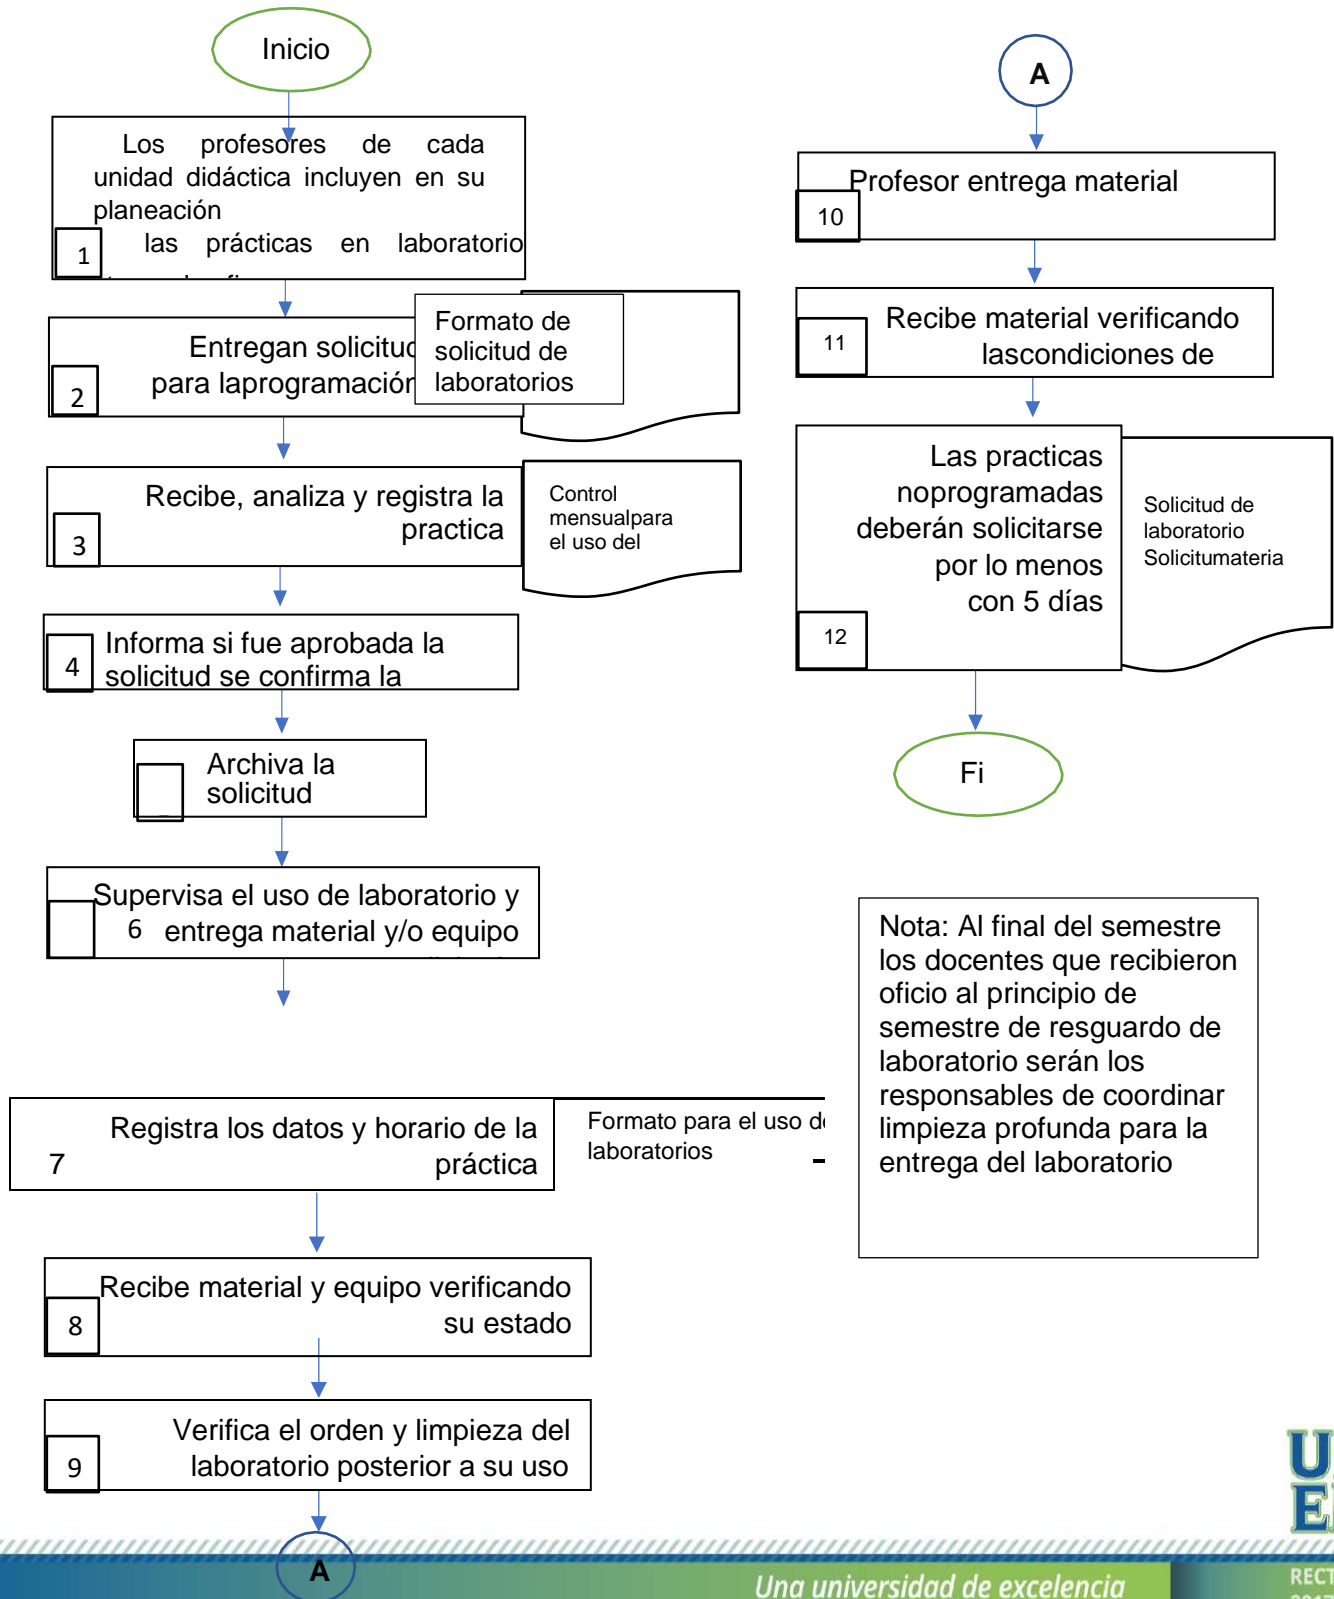 Inicio
Los profesores de cada
unidad didáctica incluyen en su
planeación
1 las prácticas en laboratorio
Entregan solicitud
para laprogramación
2
Formato de
solicitud de
laboratorios
Recibe, analiza y registra la
practica
3
Control
mensualpara
el uso del
Informa si fue aprobada la
4
solicitud se confirma la
Archiva la
solicitud
Supervisa el uso de laboratorio y
6 entrega material y/o equipo
Registra los datos y horario de la
7 práctica
Formato para el uso de
laboratorios
Recibe material y equipo verificando
8 su estado
Verifica el orden y limpieza del
9 laboratorio posterior a su uso
A
A
Profesor entrega material
10
Recibe material verificando
11
lascondiciones de
Las practicas
noprogramadas
deberán solicitarse
por lo menos
con 5 días
12
Solicitud de
laboratorio
Solicitumateria
Fi
Nota: Al final del semestre
los docentes que recibieron
oficio al principio de
semestre de resguardo de
laboratorio serán los
responsables de coordinar
limpieza profunda para la
entrega del laboratorio
Una universidad de excelencia
RECT